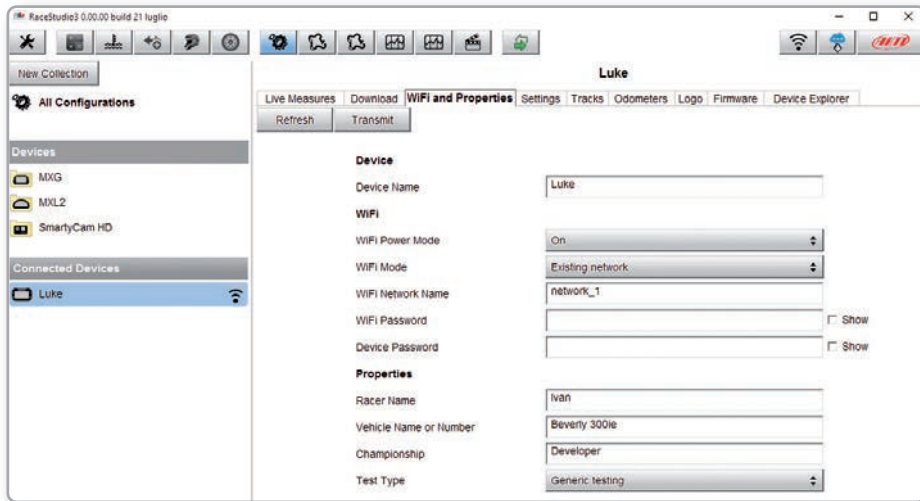 RaceStudio3 0.00.00 build 21 luglio
AiM
New Collection
All Configurations
Devices
MXG
MXL2
SmartyCam HD
Connected Devices
Luke
Luke
Live Measures Download WiFi and Properties Settings Tracks Odometers Logo Firmware Device Explorer
Refresh Transmit
Device
Device Name Luke
WiFi
WiFi Power Mode On
WiFi Mode Existing network
WiFi Network Name network_1
WiFi Password Show
Device Password Show
Properties
Racer Name Ivan
Vehicle Name or Number Beverly 300ie
Championship Developer
Test Type Generic testing